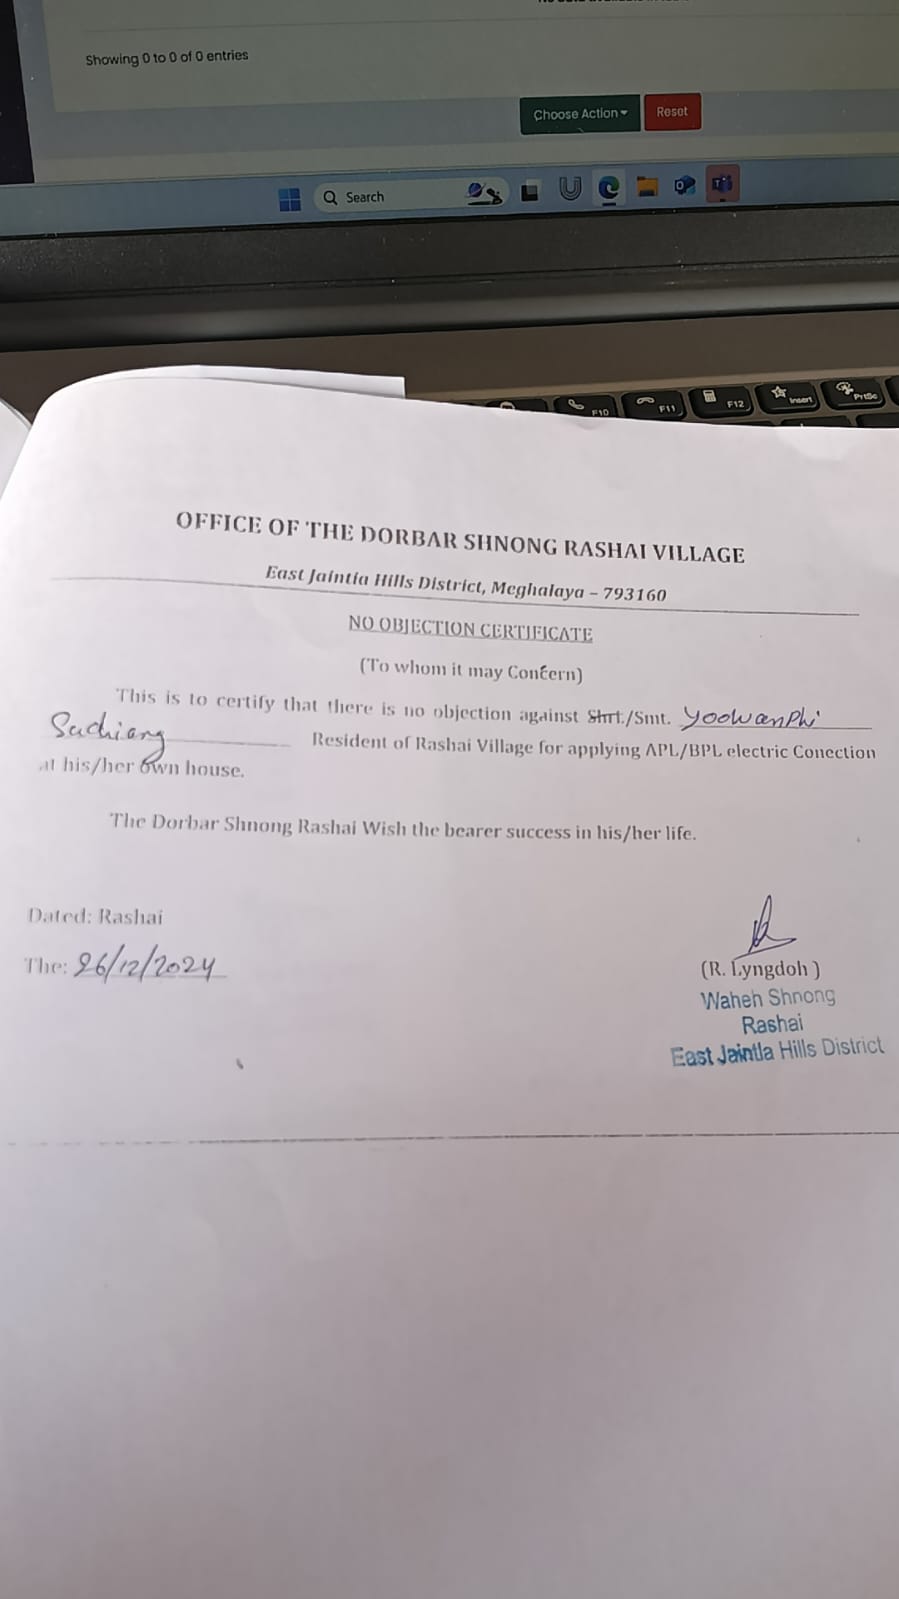 Showing 0 to 0 of 0 entries
Choose Action
Reset
Search
F10
F11
F12
Insert
PrtSc
OFFICE OF THE DORBAR SHNONG RASHAI VILLAGE
East Jaintia Hills District, Meghalaya – 793160
NO OBJECTION CERTIFICATE
(To whom it may Concern)
This is to certify that there is no objection against Shri./Smt. Yoowanphi
Suchiang Resident of Rashai Village for applying APL/BPL electric Conection
at his/her own house.
The Dorbar Shnong Rashai Wish the bearer success in his/her life.
Dated: Rashai
The: 26/12/2024
(R. Lyngdoh )
Waheh Shnong
Rashai
East Jaintia Hills District